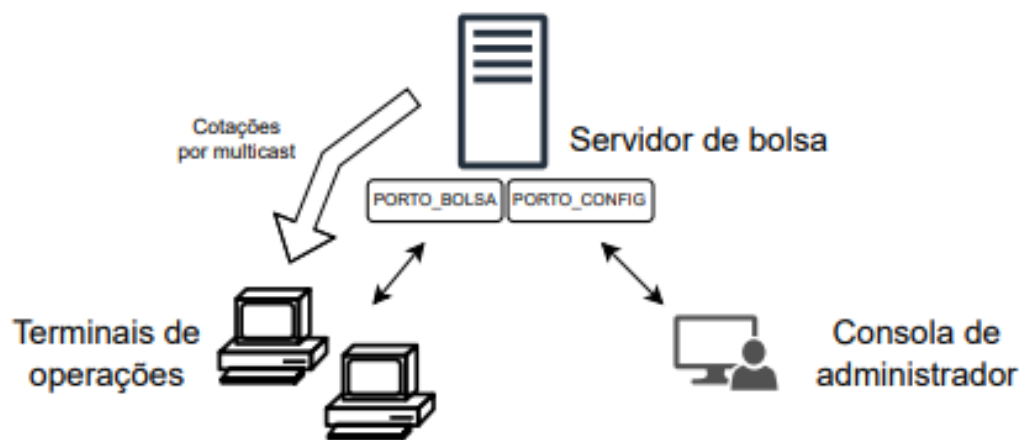 Cotações
por multicast
Servidor de bolsa
PORTO_BOLSA
PORTO_CONFIG
Terminais de
operações
Consola de
administrador